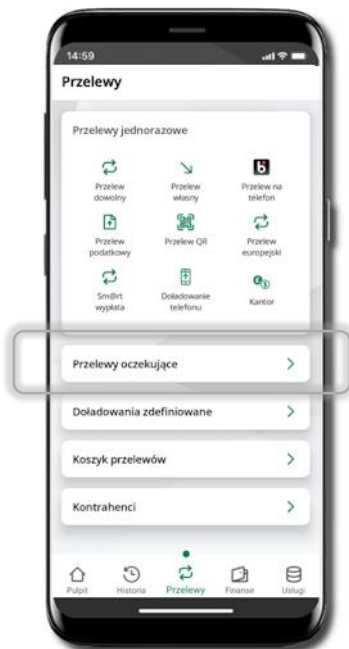 14:59
Przelewy
Przelewy jednorazowe
Przelew dowolny
Przelew własny
Przelew na telefon
Przelew podatkowy
Przelew QR
Przelew europejski
Sm@rt wypłata
Doładowanie telefonu
Kantor
Przelewy oczekujące
Doładowania zdefiniowane
Koszyk przelewów
Kontrahenci
Pulpit
Historia
Przelewy
Finanse
Usługi